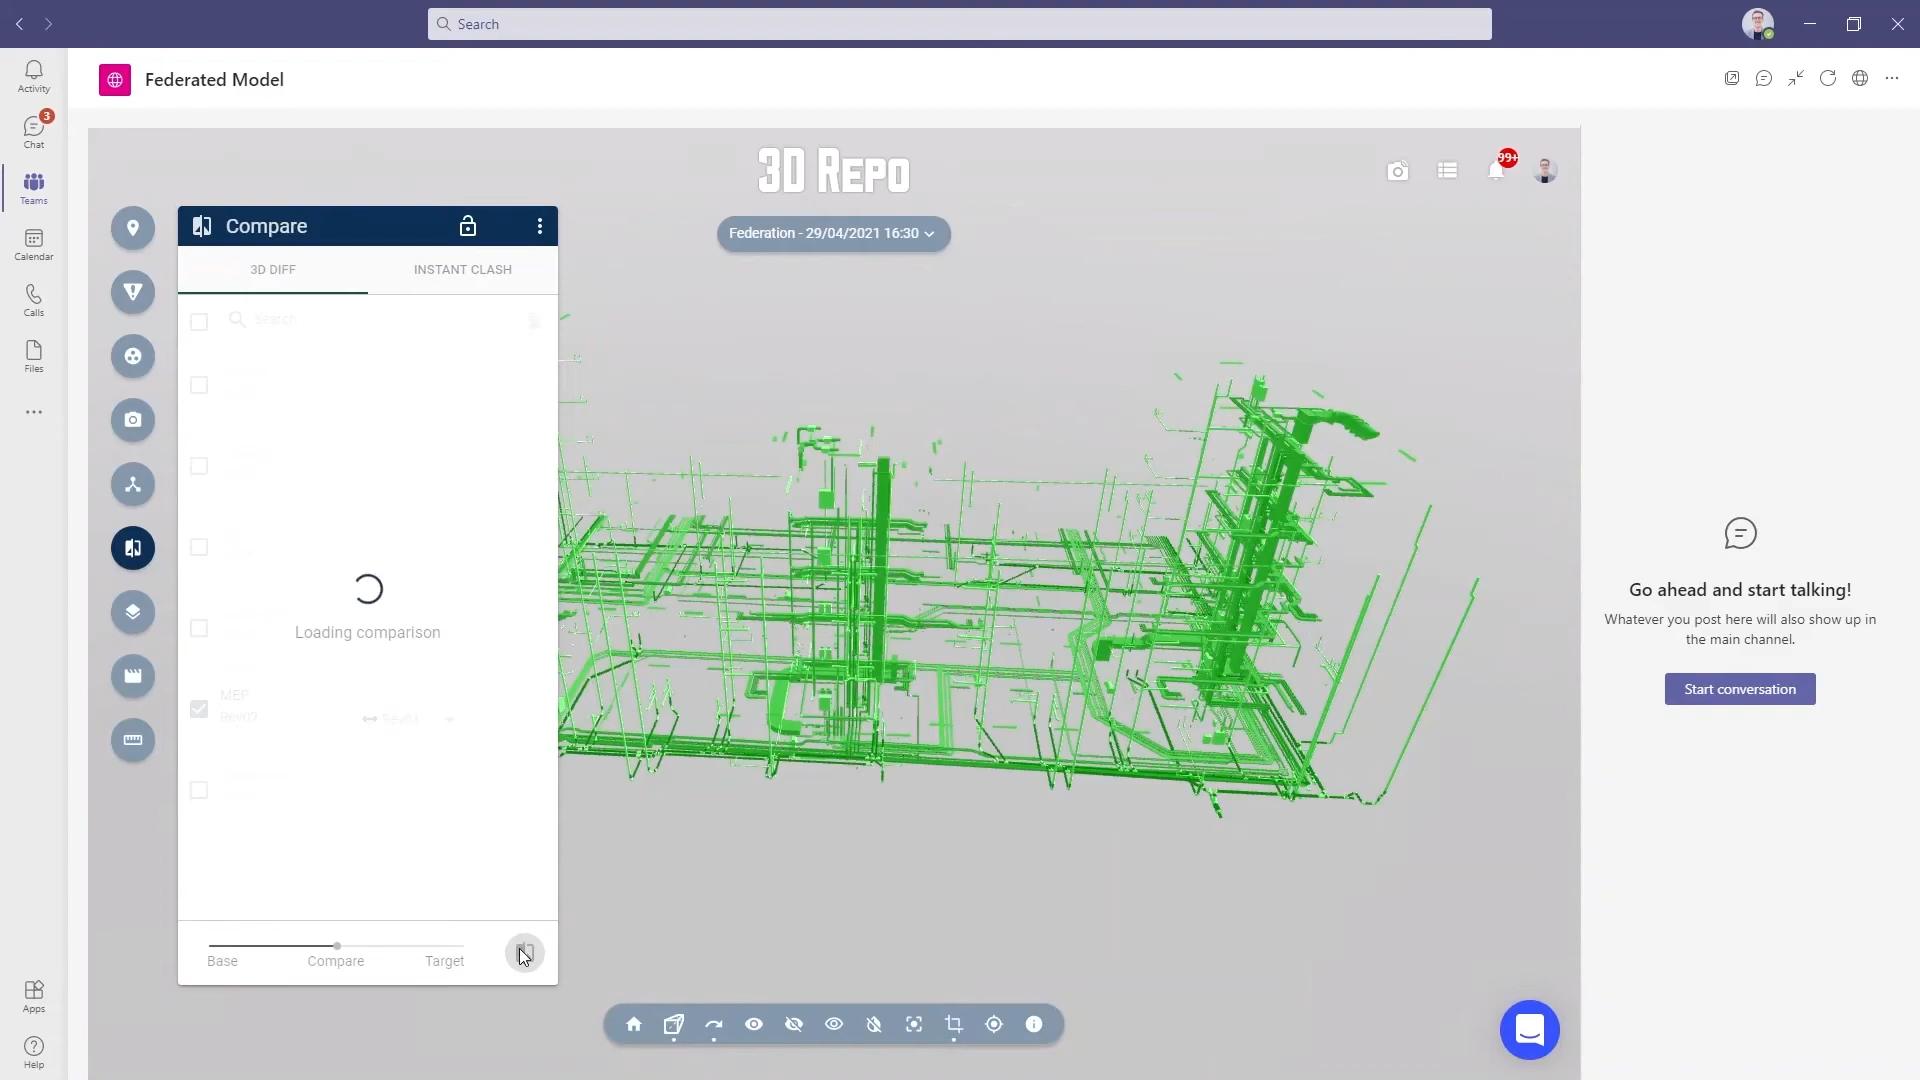 Search
Activity
3
Chat
Teams
Calendar
Calls
Files
Apps
Help
Federated Model
3D REPO
99+
Federation - 29/04/2021 16:30
Compare
3D DIFF
INSTANT CLASH
Search
Loading comparison
MEP
Rev02
Base
Compare
Target
Go ahead and start talking!
Whatever you post here will also show up in
the main channel.
Start conversation